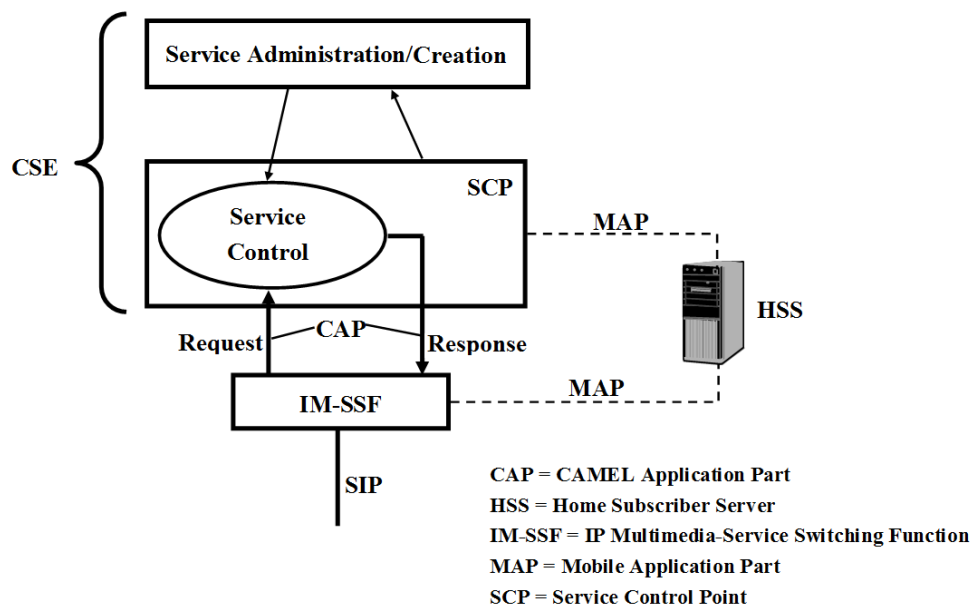 Service Administration/Creation
CSE
SCP
Service
Control
MAP
HSS
Request
CAP
Response
MAP
IM-SSF
SIP
CAP = CAMEL Application Part
HSS = Home Subscriber Server
IM-SSF = IP Multimedia-Service Switching Function
MAP = Mobile Application Part
SCP = Service Control Point